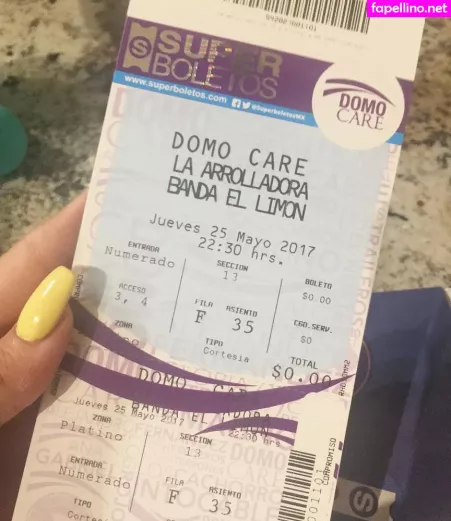 fapellino.net
SUPER
BOLETOS
www.superboletos.com
@SuperboletosMX
DOMO
CARE
DOMO CARE
LA ARROLLADORA
BANDA EL LIMON
Jueves 25 Mayo 2017
22:30 hrs.
ENTRADA
Numerado
SECCION
13
BOLETO
$0.00
ACCESO
3, 4
FILA
F
ASIENTO
35
CGO.SERV.
$0
ZONA
TIPO
Cortesia
TOTAL
$0.00
DOMO CARE
Jueves 25 Mayo 2017
ZONA
Platino
SECCION
13
ENTRADA
Numerado
FILA
F
ASIENTO
35
TIPO
Cortesia
COMPROMISO